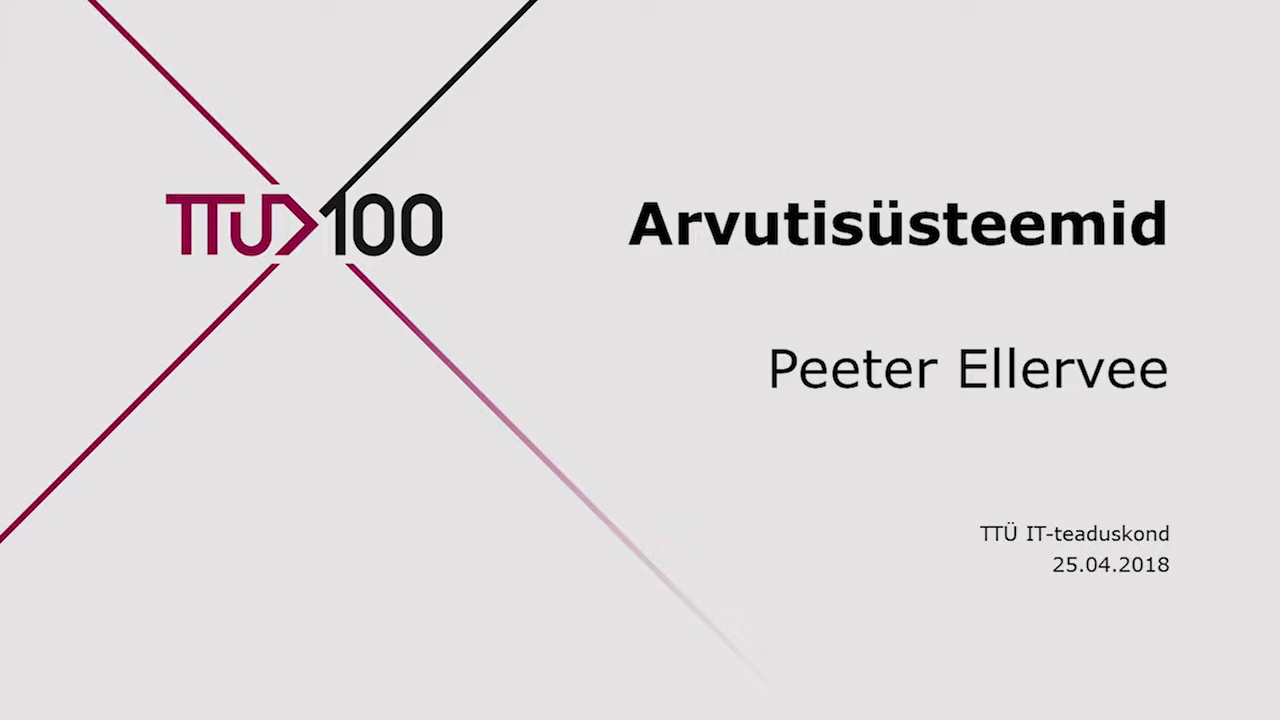 TTÜ100
Arvutisüsteemid
Peeter Ellervee
TTÜ IT-teaduskond
25.04.2018